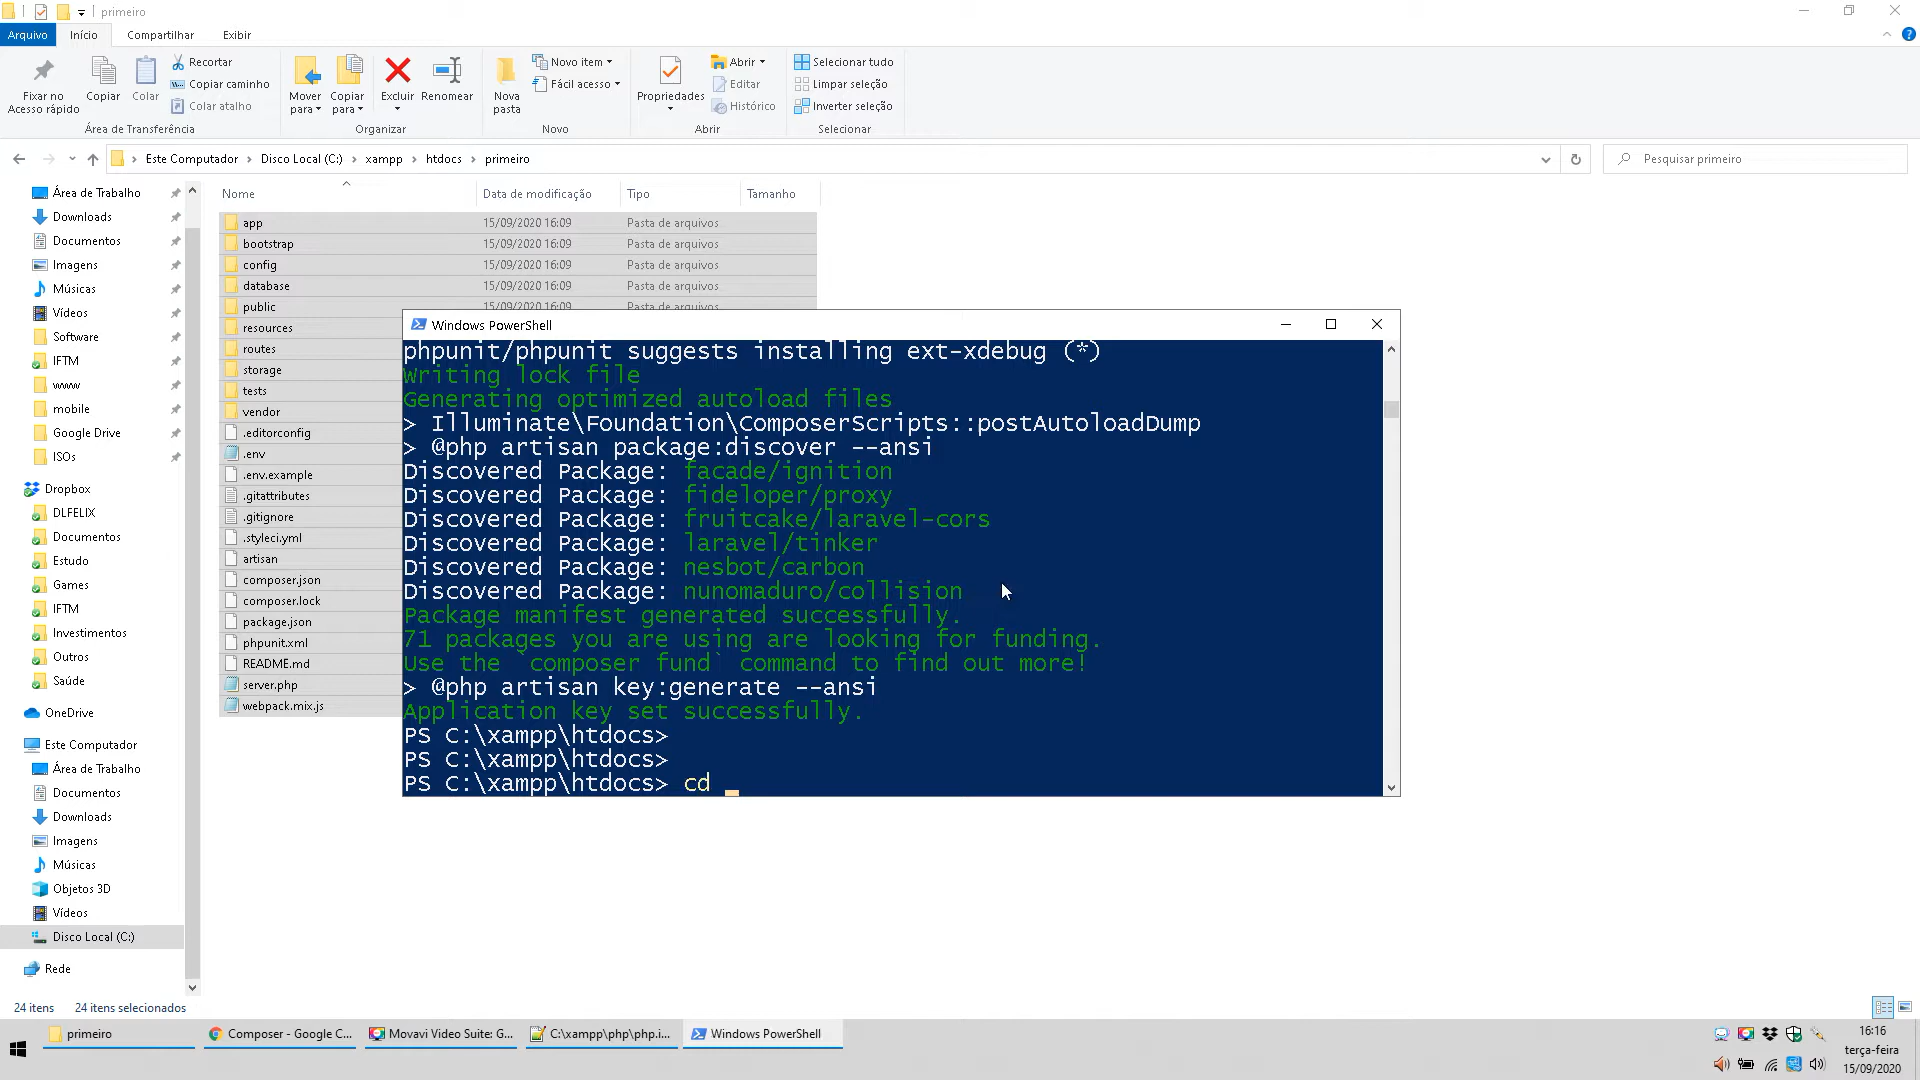 primeiro
Arquivo
Início
Compartilhar
Exibir
Fixar no
Acesso rápido
Copiar
Colar
Recortar
Copiar caminho
Colar atalho
Área de Transferência
Mover
para
Copiar
para
Excluir
Renomear
Organizar
Nova
pasta
Novo item
Fácil acesso
Novo
Propriedades
Abrir
Editar
Histórico
Abrir
Selecionar tudo
Limpar seleção
Inverter seleção
Selecionar
Este Computador > Disco Local (C:) > xampp > htdocs > primeiro
Pesquisar primeiro
Área de Trabalho
Downloads
Documentos
Imagens
Músicas
Vídeos
Software
IFTM
www
mobile
Google Drive
ISOs
Dropbox
DLFELIX
Documentos
Estudo
Games
IFTM
Investimentos
Outros
Saúde
OneDrive
Este Computador
Área de Trabalho
Documentos
Downloads
Imagens
Músicas
Objetos 3D
Vídeos
Disco Local (C:)
Rede
Nome Data de modificação Tipo Tamanho
app 15/09/2020 16:09 Pasta de arquivos
bootstrap 15/09/2020 16:09 Pasta de arquivos
config 15/09/2020 16:09 Pasta de arquivos
database 15/09/2020 16:09 Pasta de arquivos
public 15/09/2020 16:09 Pasta de arquivos
resources
routes
storage
tests
vendor
.editorconfig
.env
.env.example
.gitattributes
.gitignore
.styleci.yml
artisan
composer.json
composer.lock
package.json
phpunit.xml
README.md
server.php
webpack.mix.js
Windows PowerShell
phpunit/phpunit suggests installing ext-xdebug (*)
Writing lock file
Generating optimized autoload files
> Illuminate\Foundation\ComposerScripts::postAutoloadDump
> @php artisan package:discover --ansi
Discovered Package: facade/ignition
Discovered Package: fideloper/proxy
Discovered Package: fruitcake/laravel-cors
Discovered Package: laravel/tinker
Discovered Package: nesbot/carbon
Discovered Package: nunomaduro/collision
Package manifest generated successfully.
71 packages you are using are looking for funding.
Use the `composer fund` command to find out more!
> @php artisan key:generate --ansi
Application key set successfully.
PS C:\xampp\htdocs>
PS C:\xampp\htdocs>
PS C:\xampp\htdocs> cd
24 itens 24 itens selecionados
primeiro
Composer - Google C...
Movavi Video Suite: G...
C:\xampp\php\php.i...
Windows PowerShell
16:16
terça-feira
15/09/2020